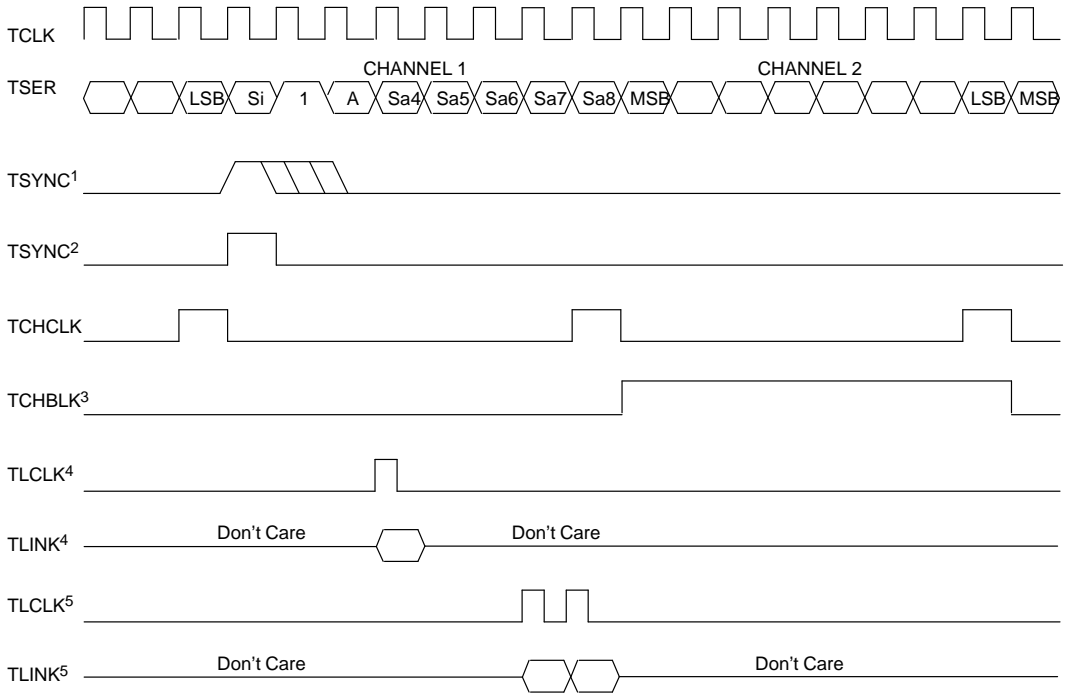 TCLK
CHANNEL 1 CHANNEL 2
TSER LSB Si 1 A Sa4 Sa5 Sa6 Sa7 Sa8 MSB LSB MSB
TSYNC1
TSYNC2
TCHCLK
TCHBLK3
TLCLK4
TLINK4 Don't Care Don't Care
TLCLK5
TLINK5 Don't Care Don't Care